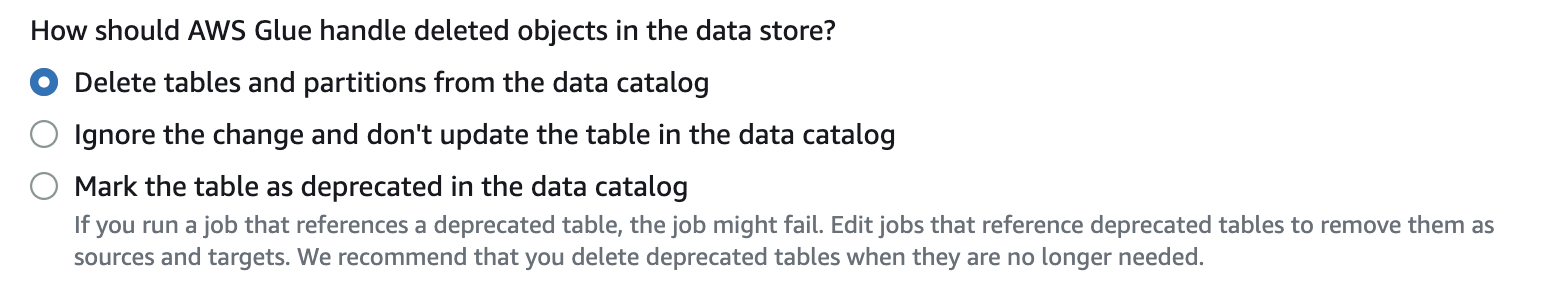 How should AWS Glue handle deleted objects in the data store?
Delete tables and partitions from the data catalog
Ignore the change and don't update the table in the data catalog
Mark the table as deprecated in the data catalog
If you run a job that references a deprecated table, the job might fail. Edit jobs that reference deprecated tables to remove them as
sources and targets. We recommend that you delete deprecated tables when they are no longer needed.